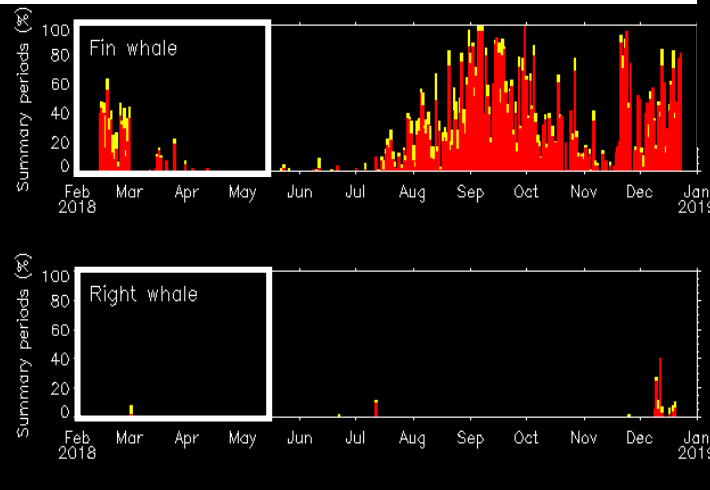 Summary periods (%)
100
80
60
40
20
0
Fin whale
Feb Mar Apr May Jun Jul Aug Sep Oct Nov Dec Jan
2018 2019
Summary periods (%)
100
80
60
40
20
0
Right whale
Feb Mar Apr May Jun Jul Aug Sep Oct Nov Dec Jan
2018 2019